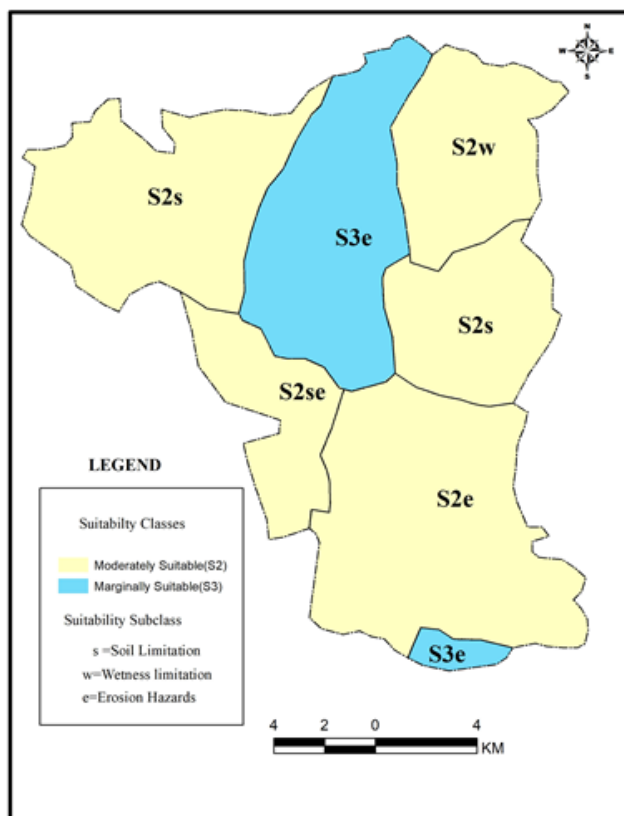 N
W E
S
S2w
S2s
S3e
S2s
S2se
S2e
S3e
LEGEND
Suitabilty Classes
Moderately Suitable(S2)
Marginally Suitable(S3)
Suitability Subclass
s =Soil Limitation
w=Wetness limitation
e=Erosion Hazards
4 2 0 4
KM